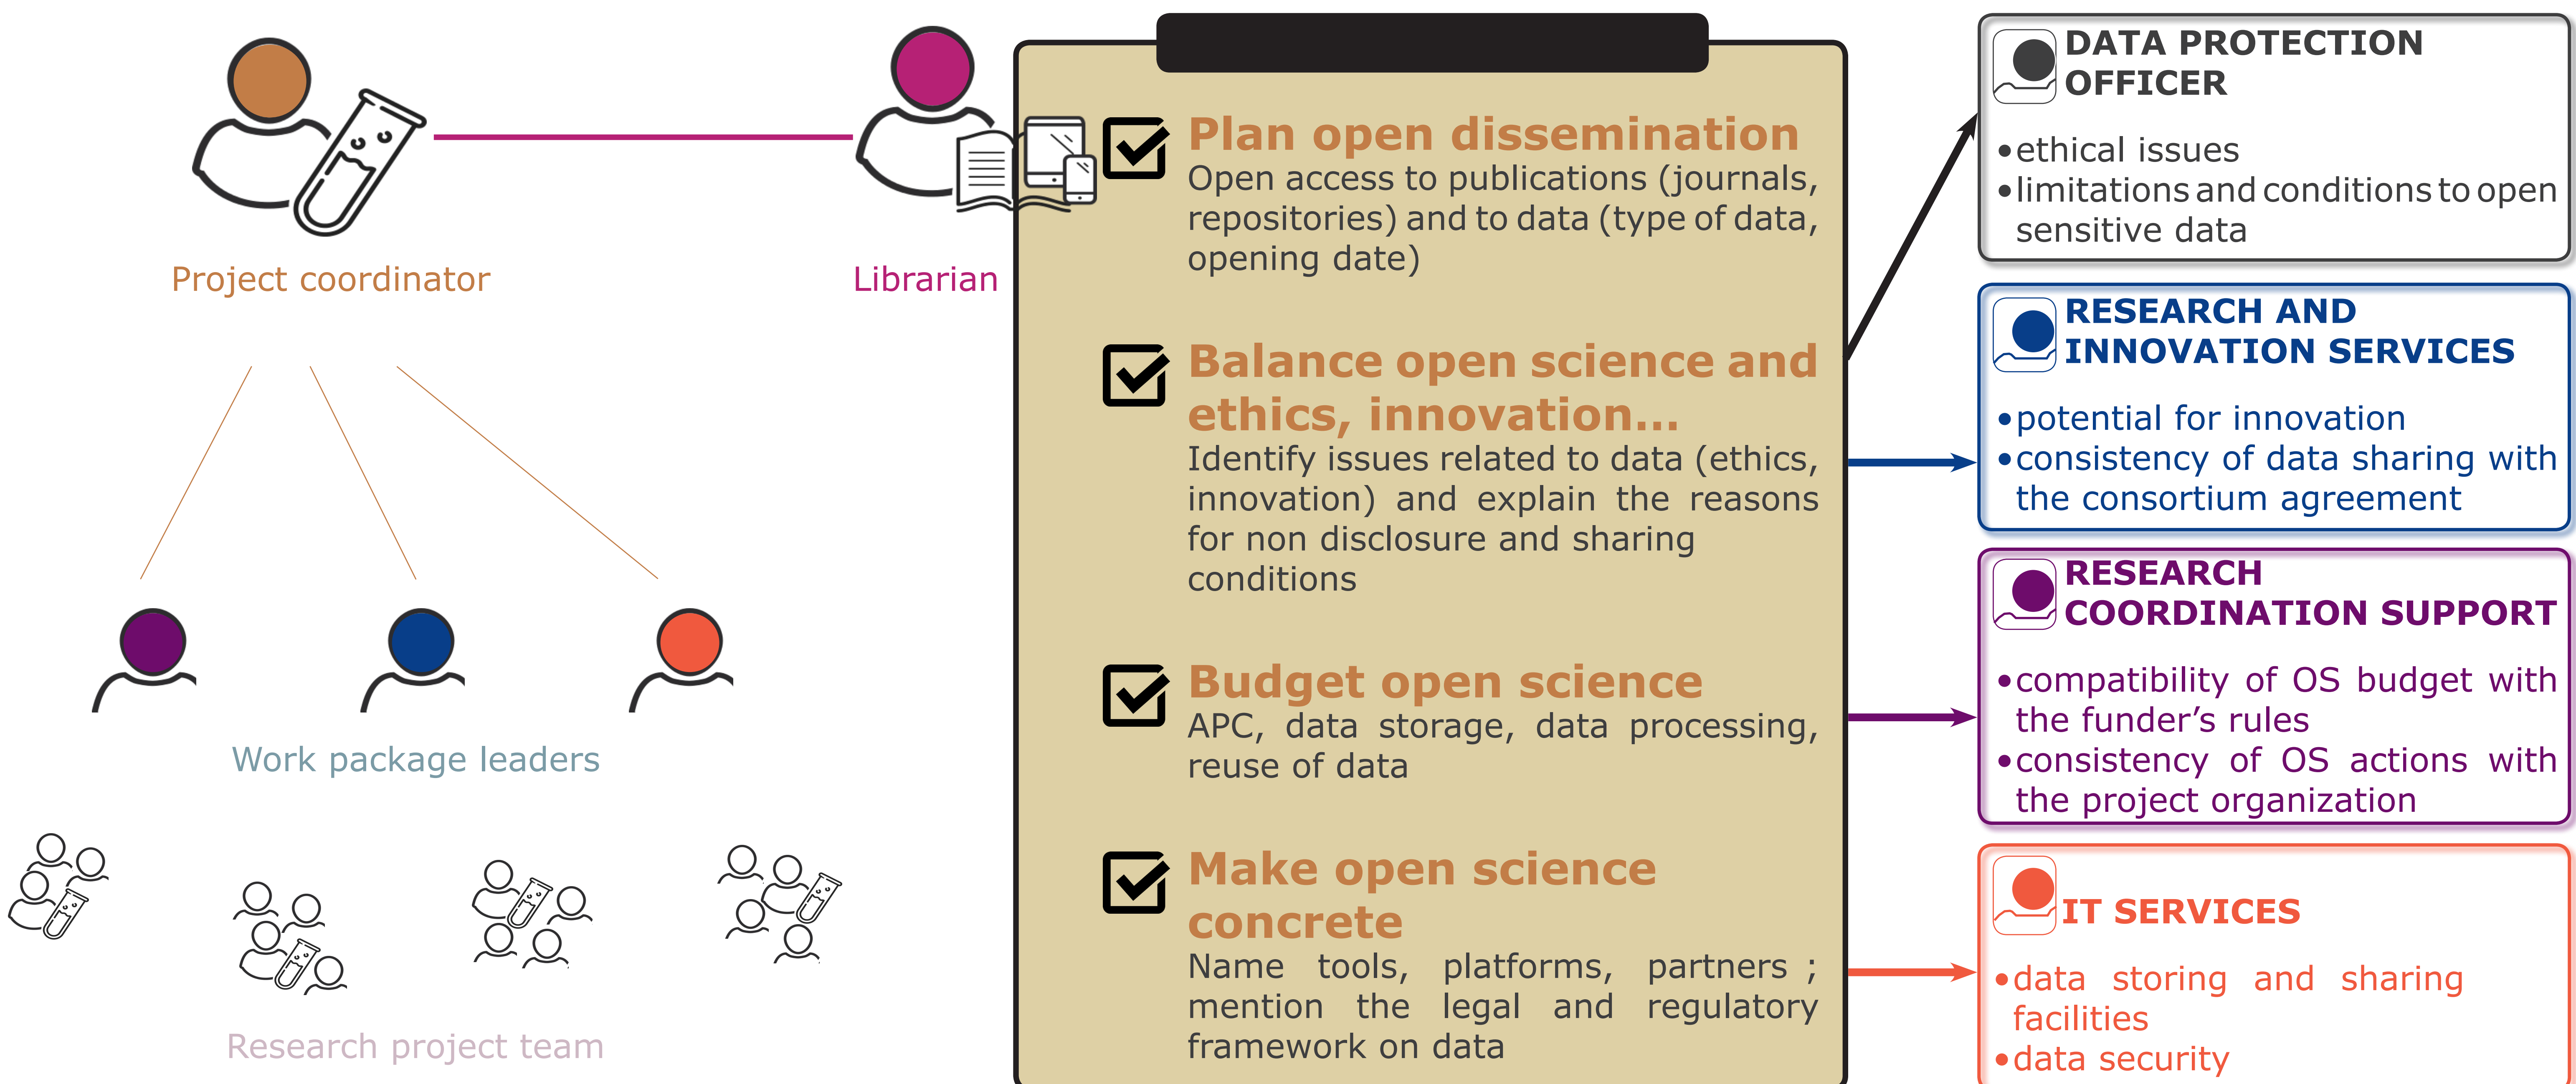 Project coordinator
Librarian
Work package leaders
Research project team
Plan open dissemination
Open access to publications (journals,
repositories) and to data (type of data,
opening date)
Balance open science and
ethics, innovation...
Identify issues related to data (ethics,
innovation) and explain the reasons
for non disclosure and sharing
conditions
Budget open science
APC, data storage, data processing,
reuse of data
Make open science
concrete
Name tools, platforms, partners ;
mention the legal and regulatory
framework on data
DATA PROTECTION
OFFICER
•ethical issues
•limitations and conditions to open
sensitive data
RESEARCH AND
INNOVATION SERVICES
•potential for innovation
•consistency of data sharing with
the consortium agreement
RESEARCH
COORDINATION SUPPORT
•compatibility of OS budget with
the funder’s rules
•consistency of OS actions with
the project organization
IT SERVICES
•data storing and sharing
facilities
•data security